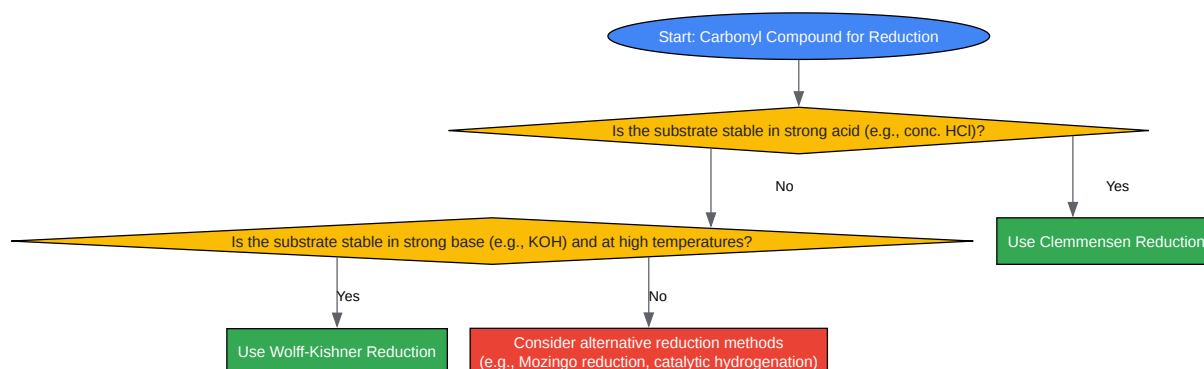 Start: Carbonyl Compound for Reduction
Is the substrate stable in strong acid (e.g., conc. HCl)?
No
Yes
Is the substrate stable in strong base (e.g., KOH) and at high temperatures?
Use Clemmensen Reduction
Yes
No
Use Wolff-Kishner Reduction
Consider alternative reduction methods
(e.g., Mozingo reduction, catalytic hydrogenation)